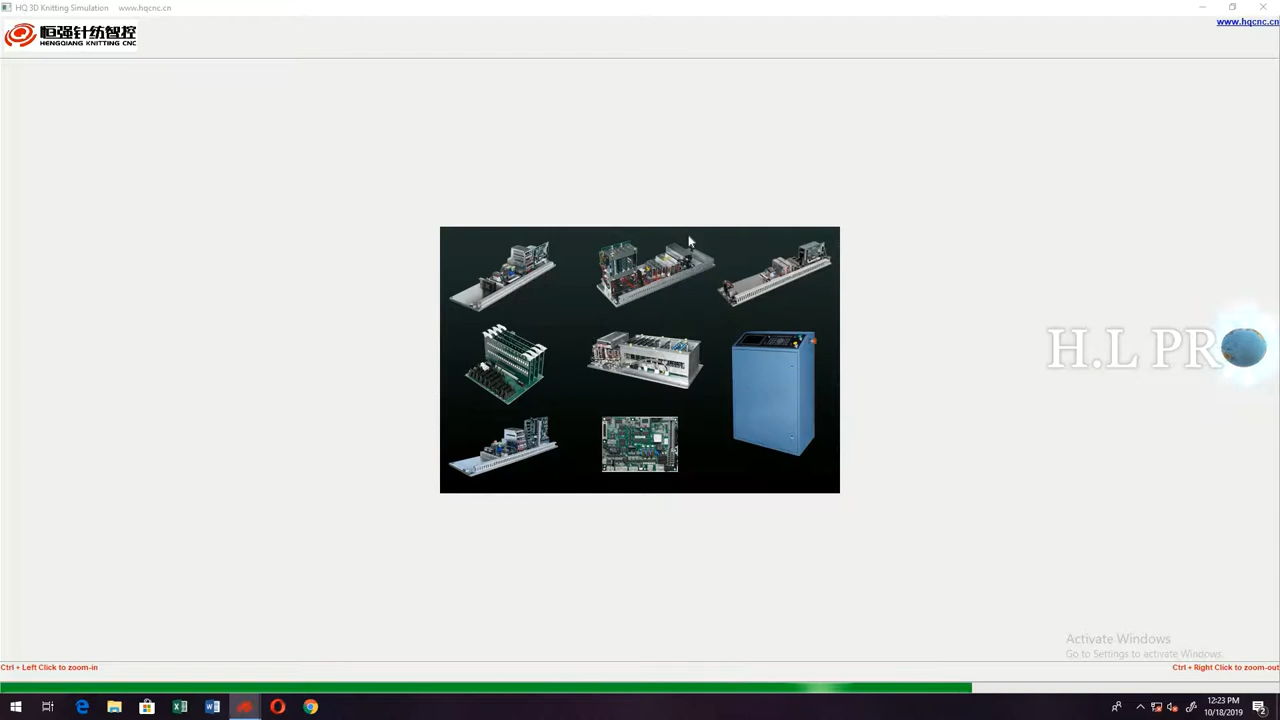 HQ 3D Knitting Simulation www.hqcnc.cn
www.hqcnc.cn
恒强针纺智控
HENGQIANG KNITTING CNC
H.L PR
Activate Windows
Go to Settings to activate Windows.
Ctrl + Left Click to zoom-in
Ctrl + Right Click to zoom-out
12:23 PM
10/18/2019
2